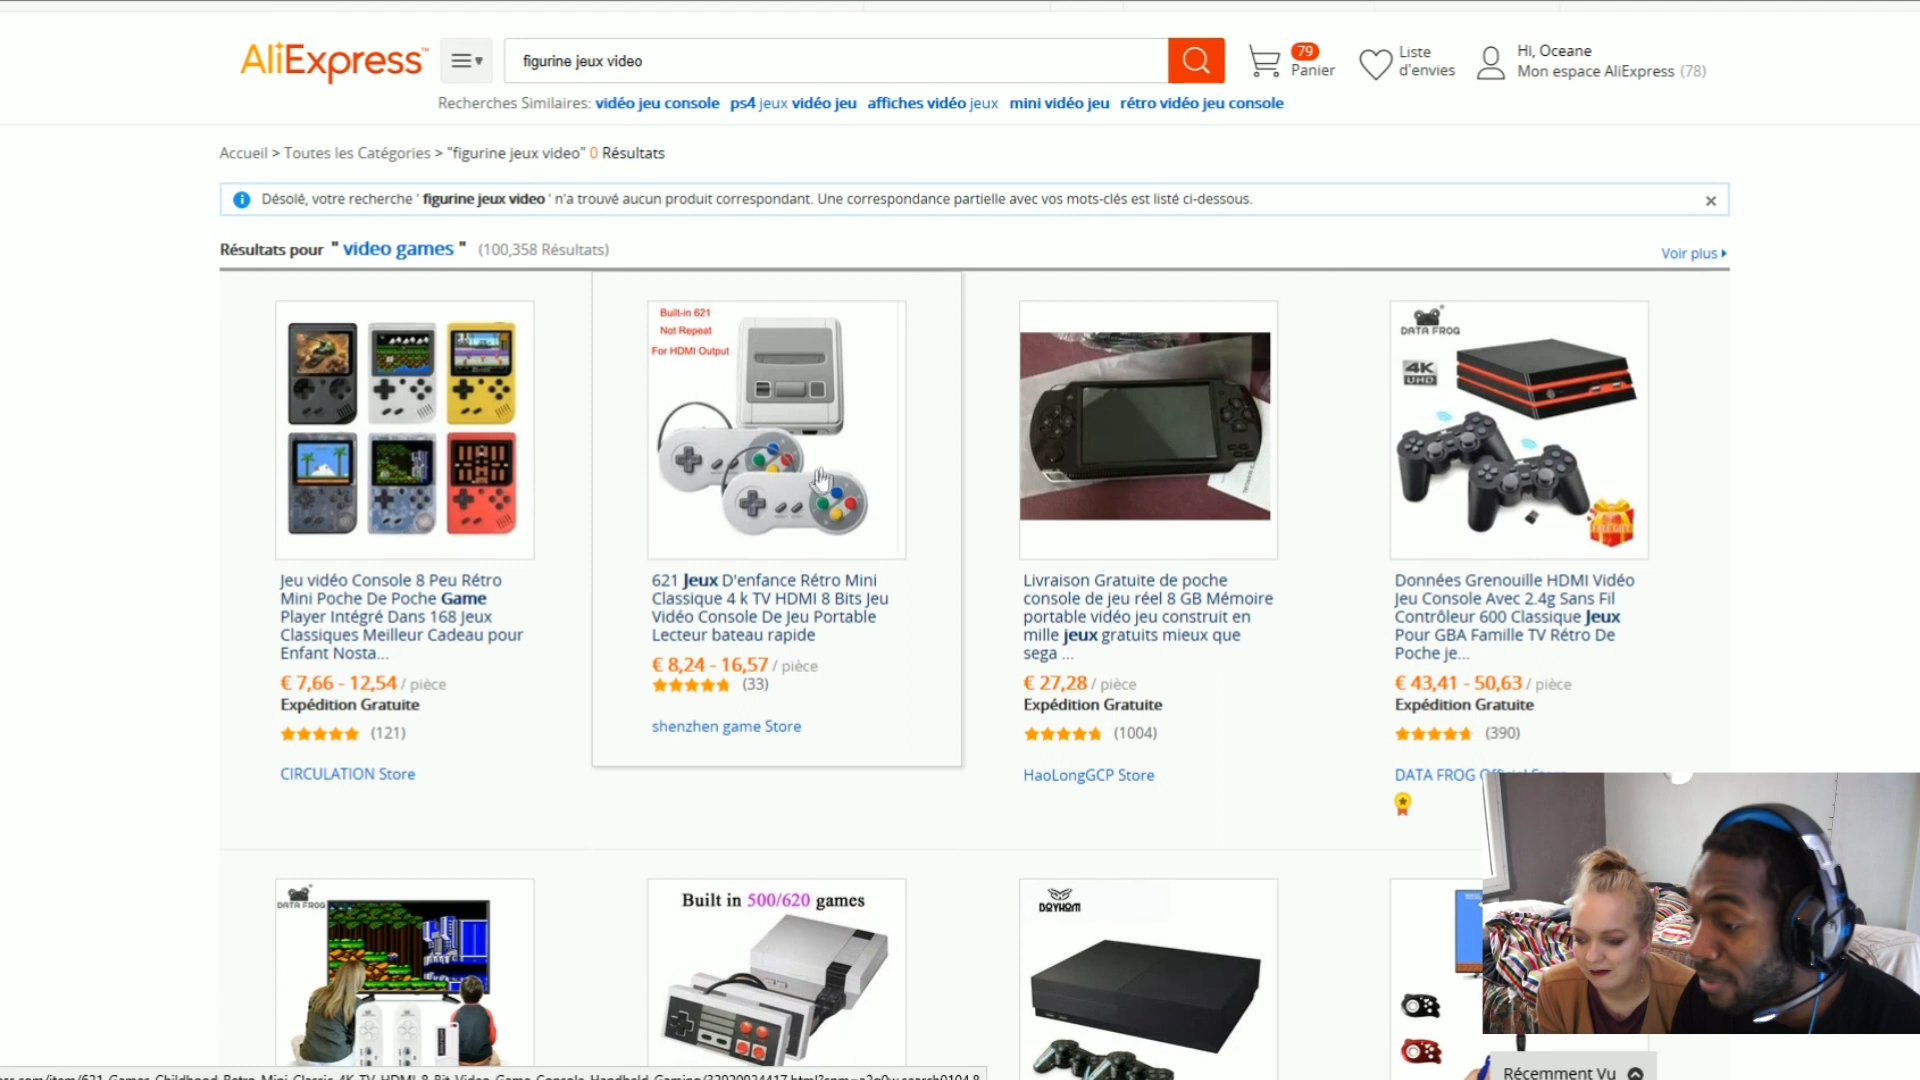 AliExpress™
figurine jeux video
79
Panier
Liste
d'envies
Hi, Oceane
Mon espace AliExpress (78)
Recherches Similaires: vidéo jeu console ps4 jeux vidéo jeu affiches vidéo jeux mini vidéo jeu rétro vidéo jeu console
Accueil > Toutes les Catégories > "figurine jeux video" 0 Résultats
Désolé, votre recherche ' figurine jeux video ' n'a trouvé aucun produit correspondant. Une correspondance partielle avec vos mots-clés est listé ci-dessous.
Résultats pour " video games " (100,358 Résultats)
Voir plus
Built-in 621
Not Repeat
For HDMI Output
DATA FROG
4K
UHD
Jeu vidéo Console 8 Peu Rétro
Mini Poche De Poche Game
Player Intégré Dans 168 Jeux
Classiques Meilleur Cadeau pour
Enfant Nosta...
€ 7,66 - 12,54 / pièce
Expédition Gratuite
(121)
CIRCULATION Store
621 Jeux D'enfance Rétro Mini
Classique 4 k TV HDMI 8 Bits Jeu
Vidéo Console De Jeu Portable
Lecteur bateau rapide
€ 8,24 - 16,57 / pièce
(33)
shenzhen game Store
Livraison Gratuite de poche
console de jeu réel 8 GB Mémoire
portable vidéo jeu construit en
mille jeux gratuits mieux que
sega ...
€ 27,28 / pièce
Expédition Gratuite
(1004)
HaoLongGCP Store
Données Grenouille HDMI Vidéo
Jeu Console Avec 2.4g Sans Fil
Contrôleur 600 Classique Jeux
Pour GBA Famille TV Rétro De
Poche je...
€ 43,41 - 50,63 / pièce
Expédition Gratuite
(390)
DATA FROG
DATA FROG
Built in 500/620 games
DOYHOM
Récemment Vu